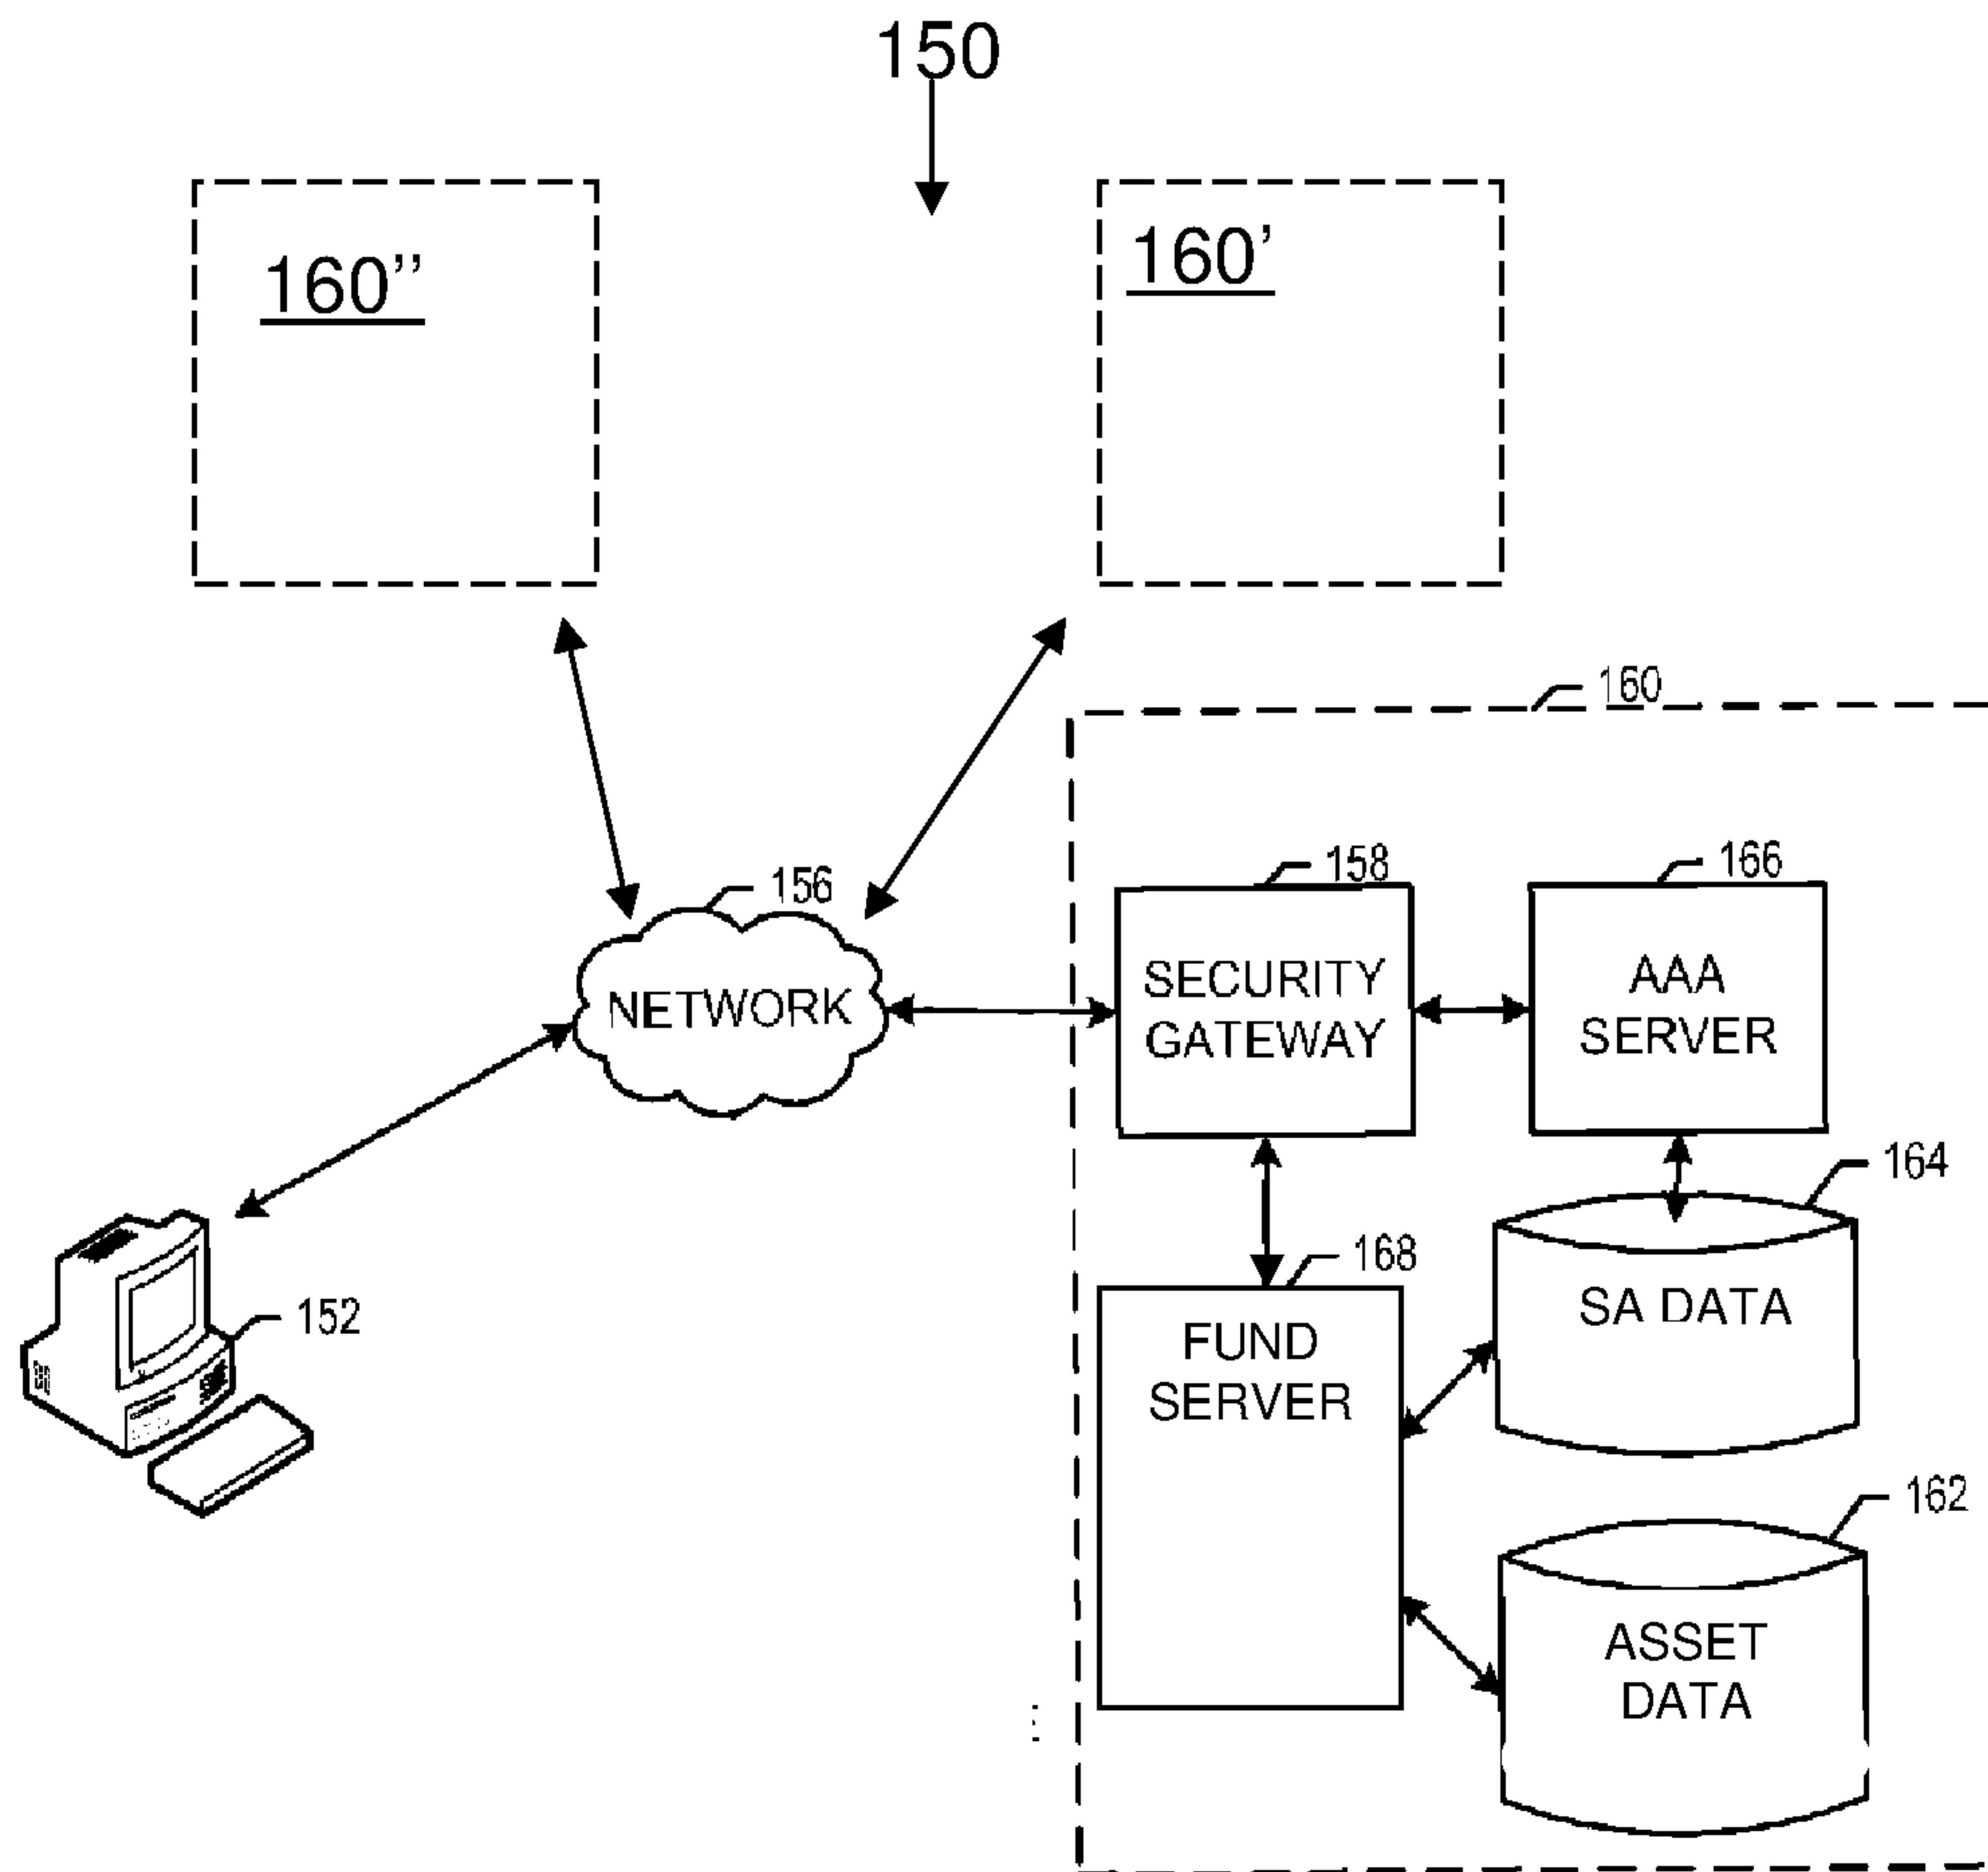 150
160”
160’
160
156
158
166
NETWORK
SECURITY
GATEWAY
AAA
SERVER
164
168
152
FUND
SERVER
SA DATA
162
ASSET
DATA